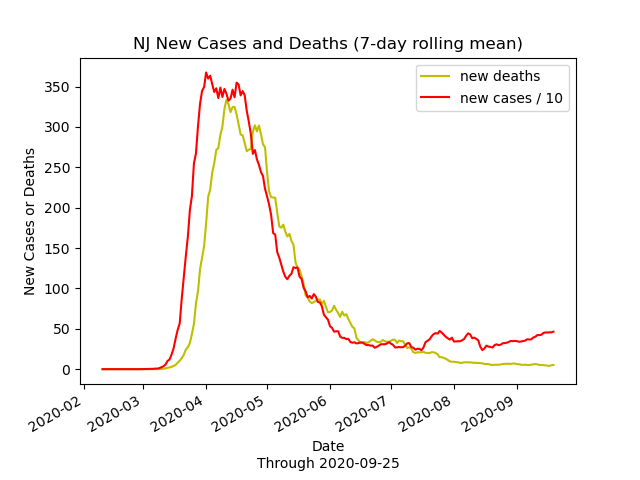 NJ New Cases and Deaths (7-day rolling mean)
new deaths
new cases / 10
New Cases or Deaths
350
300
250
200
150
100
50
0
2020-02
2020-03
2020-04
2020-05
2020-06
2020-07
2020-08
2020-09
Date
Through 2020-09-25